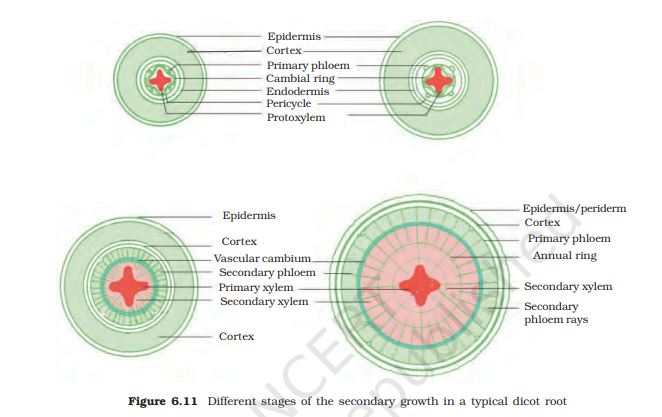 Epidermis
Cortex
Primary phloem
Cambial ring
Endodermis
Pericycle
Protoxylem
Epidermis
Cortex
Vascular cambium
Secondary phloem
Primary xylem
Secondary xylem
Cortex
Epidermis/periderm
Cortex
Primary phloem
Annual ring
Secondary xylem
Secondary
phloem rays
Figure 6.11 Different stages of the secondary growth in a typical dicot root